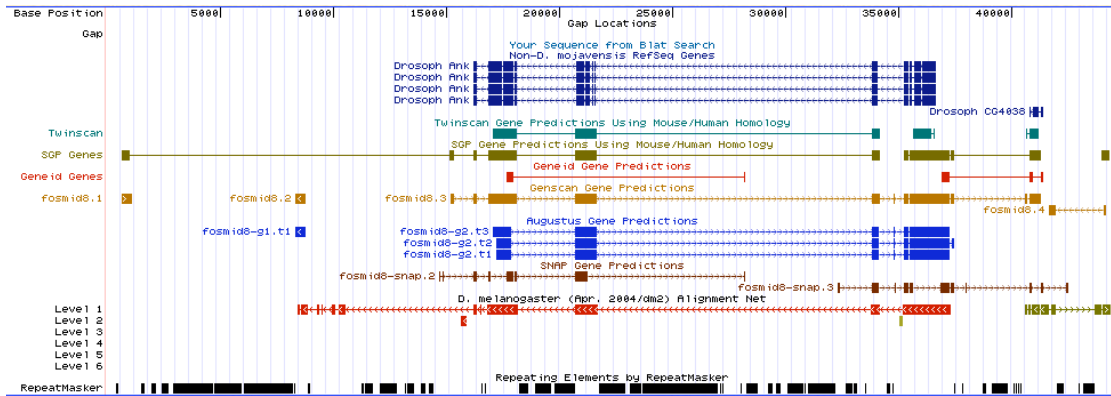 Base Position 5000 10000 15000 20000 25000 30000 35000 40000
Gap Locations
Gap
Your Sequence from Blat Search
Non-D. mojavensis RefSeq Genes
Drosoph Ank
Drosoph Ank
Drosoph Ank
Drosoph Ank
Drosoph CG4038
Twinscan Gene Predictions Using Mouse/Human Homology
Twinscan
SGP Gene Predictions Using Mouse/Human Homology
SGP Genes
Geneid Gene Predictions
Geneid Genes
Genscan Gene Predictions
fosmid8.1 fosmid8.2 fosmid8.3
fosmid8.4
Augustus Gene Predictions
fosmid8-g1.t1 fosmid8-g2.t3
fosmid8-g2.t2
fosmid8-g2.t1
SNAP Gene Predictions
fosmid8-snap.2
fosmid8-snap.3
D. melanogaster (Apr. 2004/dm2) Alignment Net
Level 1
Level 2
Level 3
Level 4
Level 5
Level 6
Repeating Elements by RepeatMasker
RepeatMasker